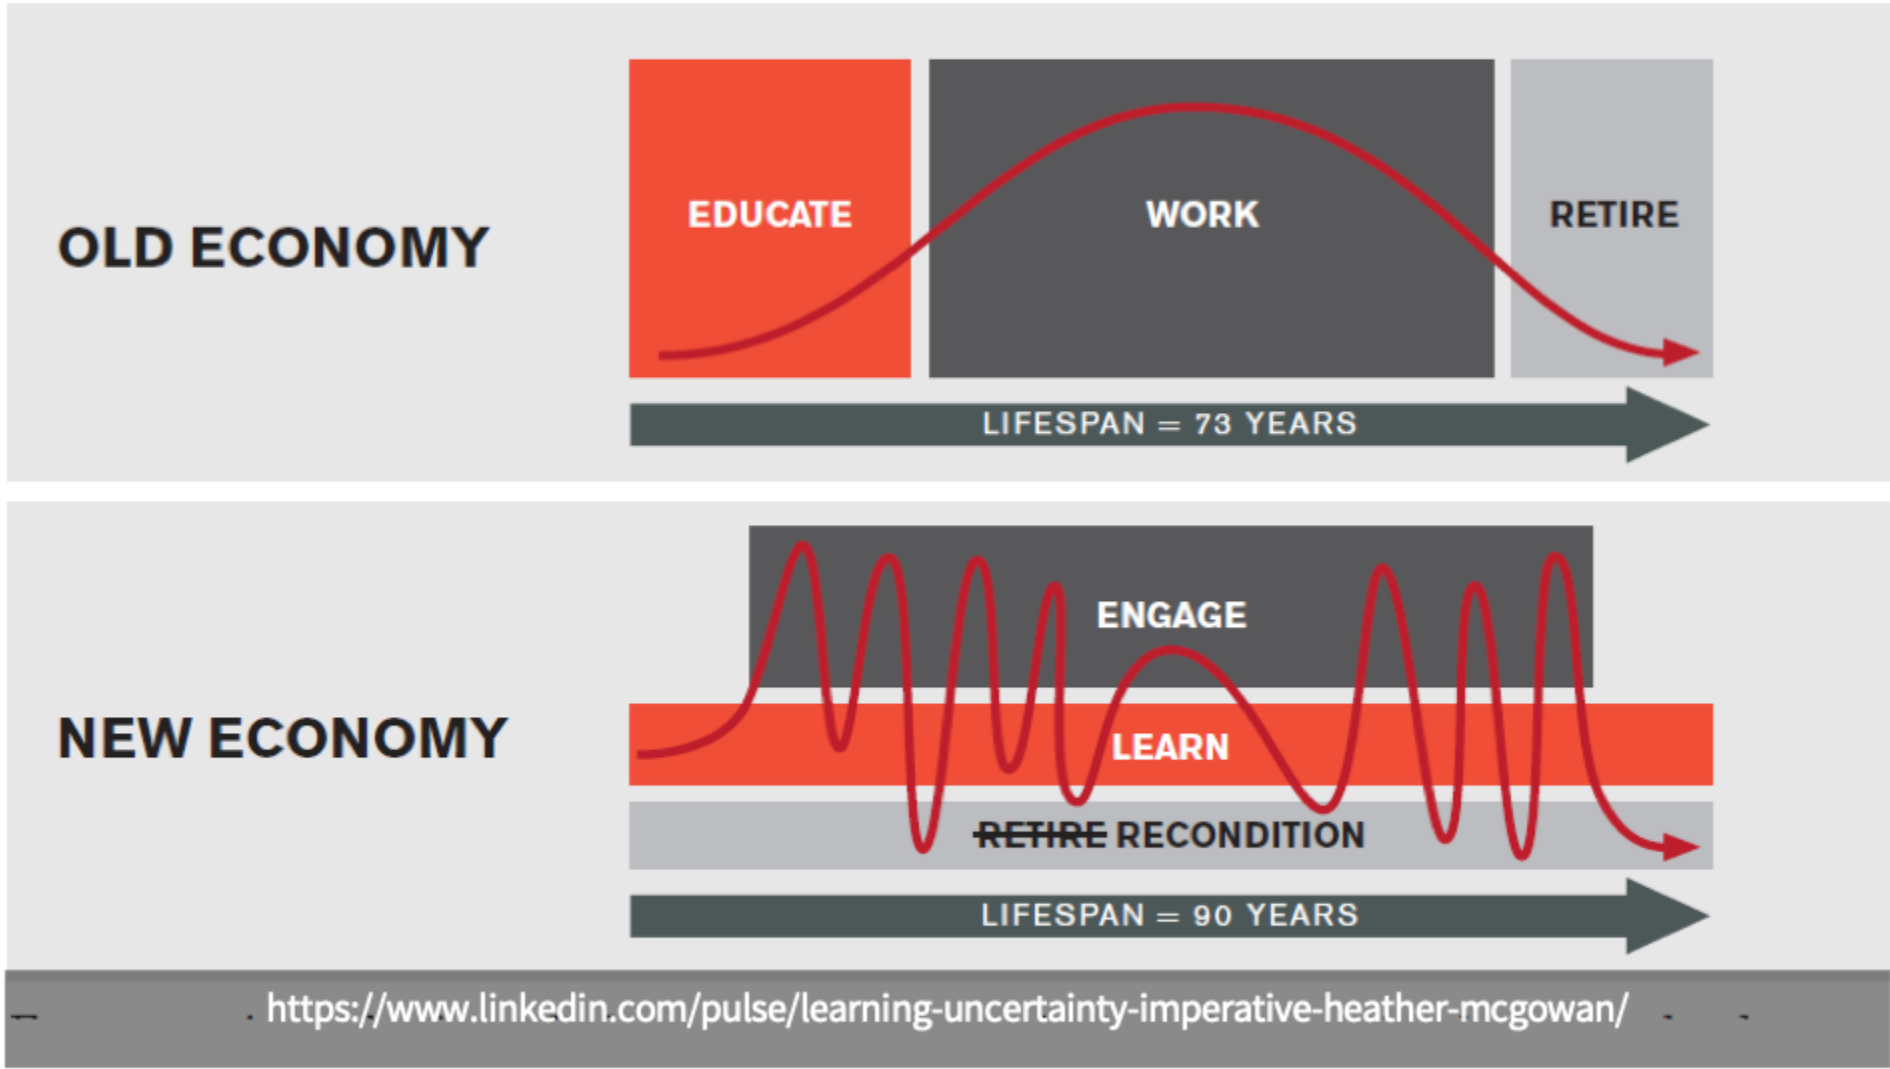 OLD ECONOMY
EDUCATE
WORK
RETIRE
LIFESPAN = 73 YEARS
NEW ECONOMY
ENGAGE
LEARN
RETIRE RECONDITION
LIFESPAN = 90 YEARS
https://www.linkedin.com/pulse/learning-uncertainty-imperative-heather-mcgowan/